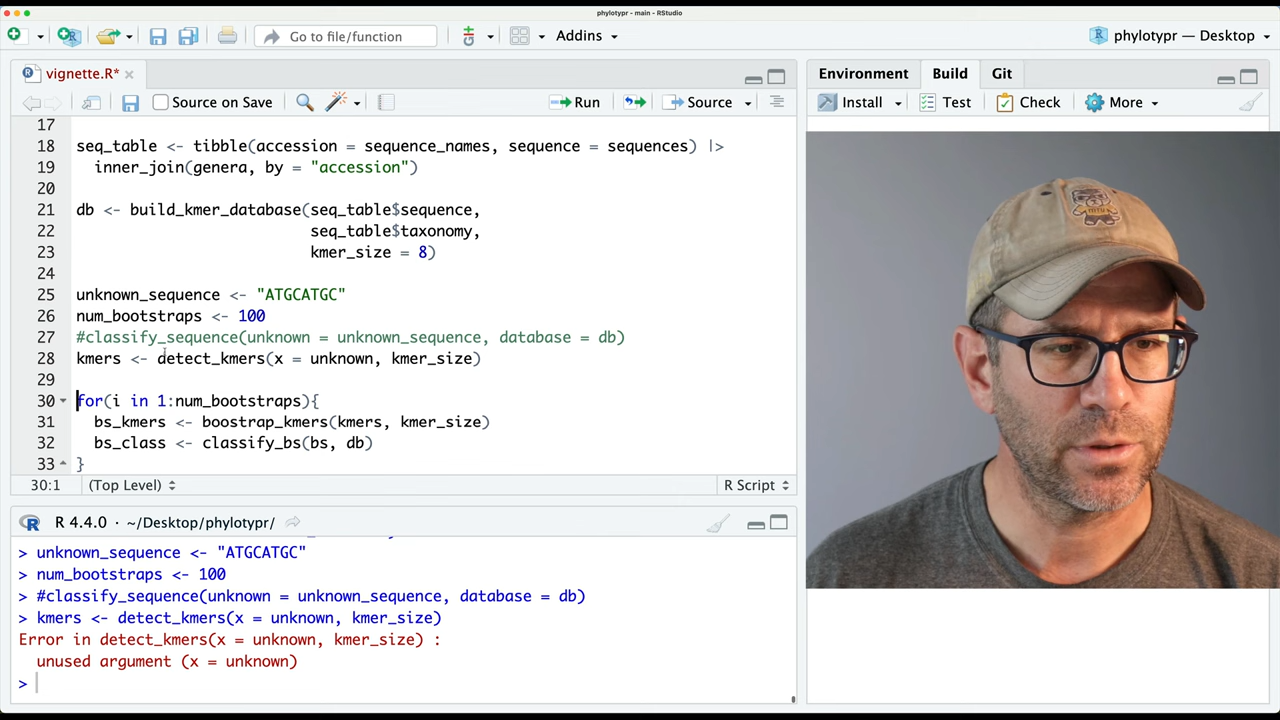 phylotypr - main - RStudio
Go to file/function
Addins
phylotypr — Desktop
vignette.R*
Source on Save
Run
Source
17
18 seq_table <- tibble(accession = sequence_names, sequence = sequences) |>
19 inner_join(genera, by = "accession")
20
21 db <- build_kmer_database(seq_table$sequence,
22 seq_table$taxonomy,
23 kmer_size = 8)
24
25 unknown_sequence <- "ATGCATGC"
26 num_bootstraps <- 100
27 #classify_sequence(unknown = unknown_sequence, database = db)
28 kmers <- detect_kmers(x = unknown, kmer_size)
29
30 for(i in 1:num_bootstraps){
31 bs_kmers <- boostrap_kmers(kmers, kmer_size)
32 bs_class <- classify_bs(bs, db)
33 }
30:1 (Top Level) R Script
R 4.4.0 · ~/Desktop/phylotypr/
> unknown_sequence <- "ATGCATGC"
> num_bootstraps <- 100
> #classify_sequence(unknown = unknown_sequence, database = db)
> kmers <- detect_kmers(x = unknown, kmer_size)
Error in detect_kmers(x = unknown, kmer_size) :
unused argument (x = unknown)
>
Environment Build Git
Install Test Check More